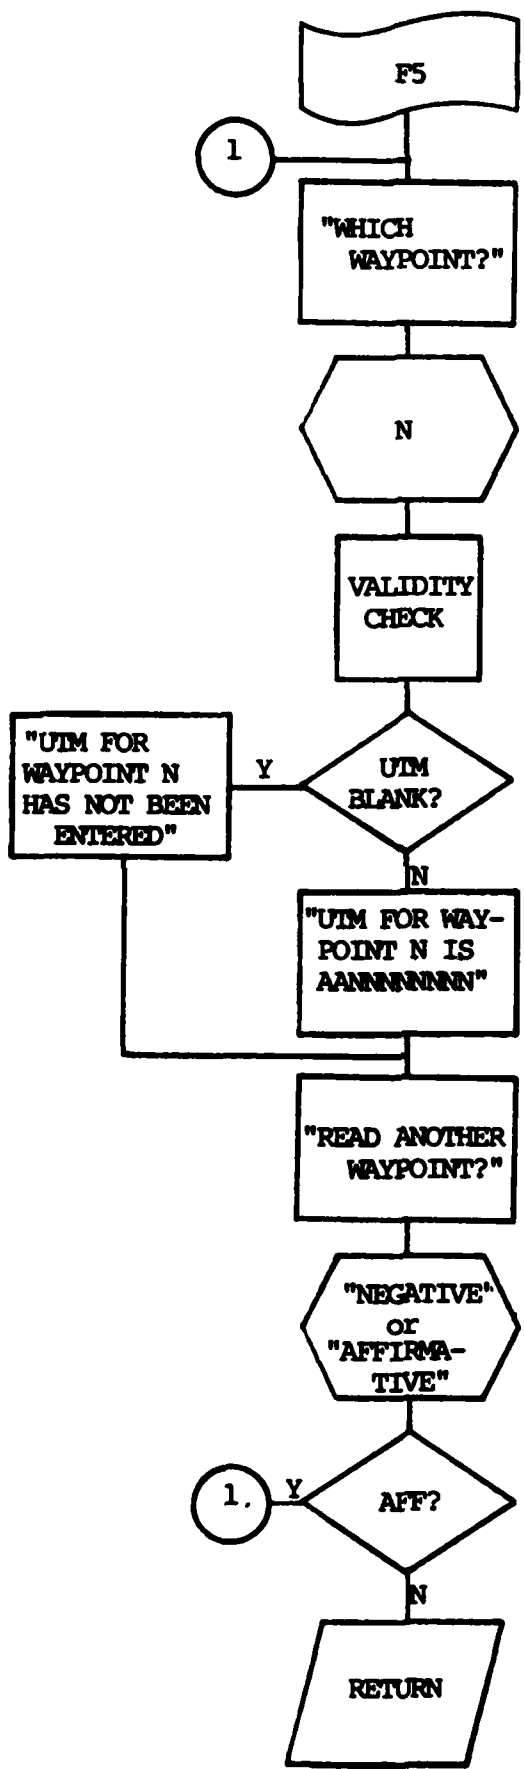 F5
1
"WHICH
WAYPOINT?"
N
VALIDITY
CHECK
UTM
BLANK?
Y
"UTM FOR
WAYPOINT N
HAS NOT BEEN
ENTERED"
N
"UTM FOR WAY-
POINT N IS
AANNNNNNNN"
"READ ANOTHER
WAYPOINT?"
"NEGATIVE"
or
"AFFIRMA-
TIVE"
AFF?
Y
1.
N
RETURN